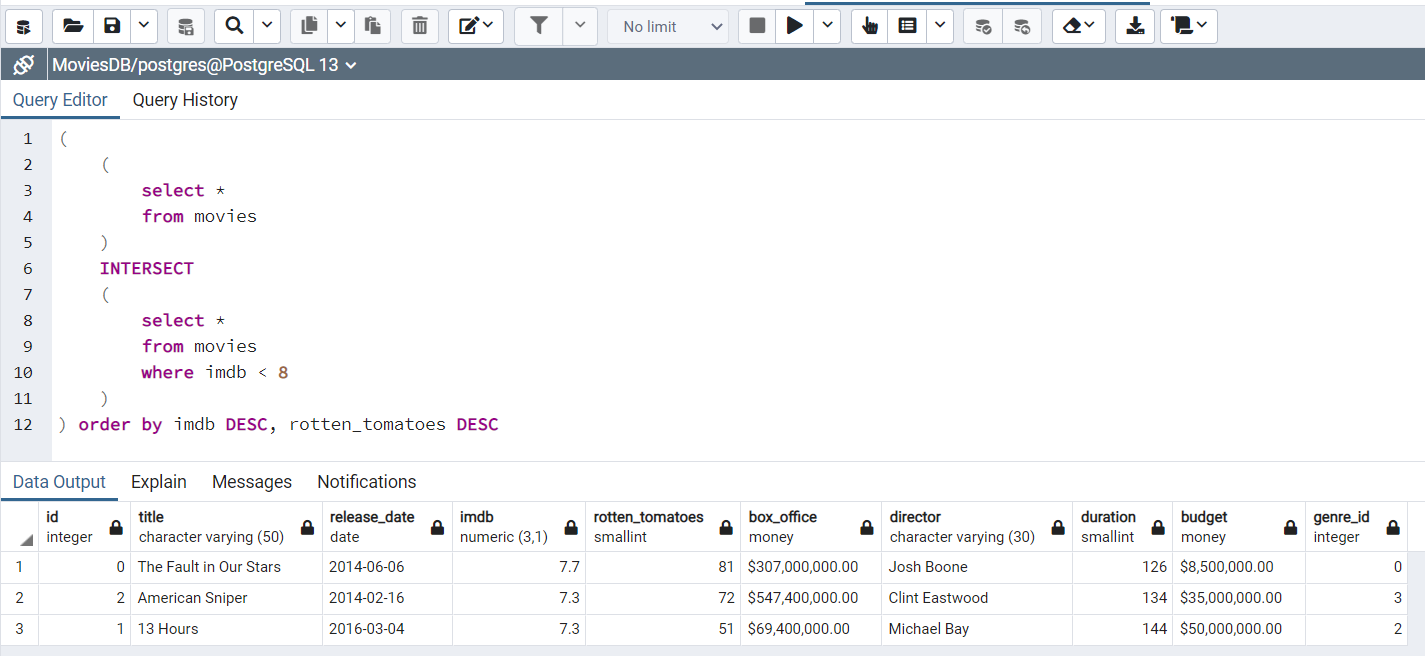 No limit
MoviesDB/postgres@PostgreSQL 13
Query Editor Query History
1 (
2 (
3 select *
4 from movies
5 )
6 INTERSECT
7 (
8 select *
9 from movies
10 where imdb < 8
11 )
12 ) order by imdb DESC, rotten_tomatoes DESC
Data Output Explain Messages Notifications
id title release_date imdb rotten_tomatoes box_office director duration budget genre_id
integer character varying (50) date numeric (3,1) smallint money character varying (30) smallint money integer
1 0 The Fault in Our Stars 2014-06-06 7.7 81 $307,000,000.00 Josh Boone 126 $8,500,000.00 0
2 2 American Sniper 2014-02-16 7.3 72 $547,400,000.00 Clint Eastwood 134 $35,000,000.00 3
3 1 13 Hours 2016-03-04 7.3 51 $69,400,000.00 Michael Bay 144 $50,000,000.00 2